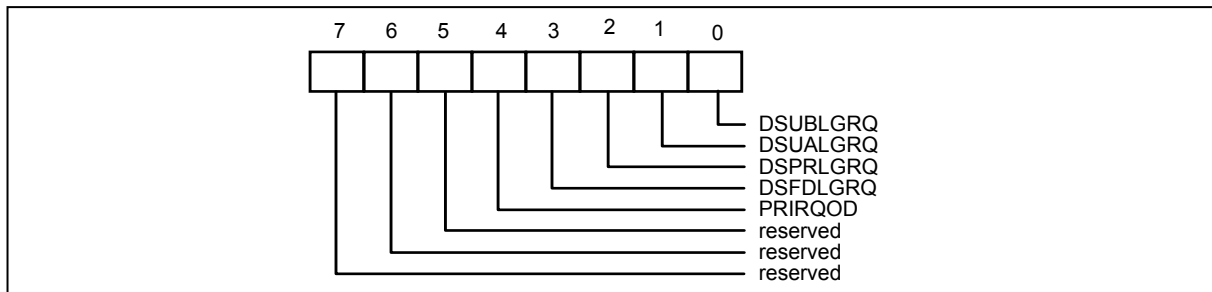 7 6 5 4 3 2 1 0
DSUBLGRQ
DSUALGRQ
DSPRLGRQ
DSFDLGRQ
PRIRQOD
reserved
reserved
reserved